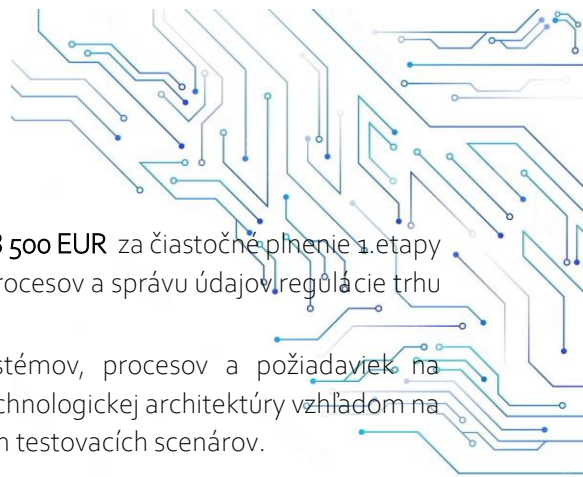 500 EUR za čiastočné plnenie 1.etapy
rocesov a správu údajov regulácie trhu
stémov, procesov a požiadaviek na
chnologickej architektúry vzhľadom na
h testovacích scenárov.